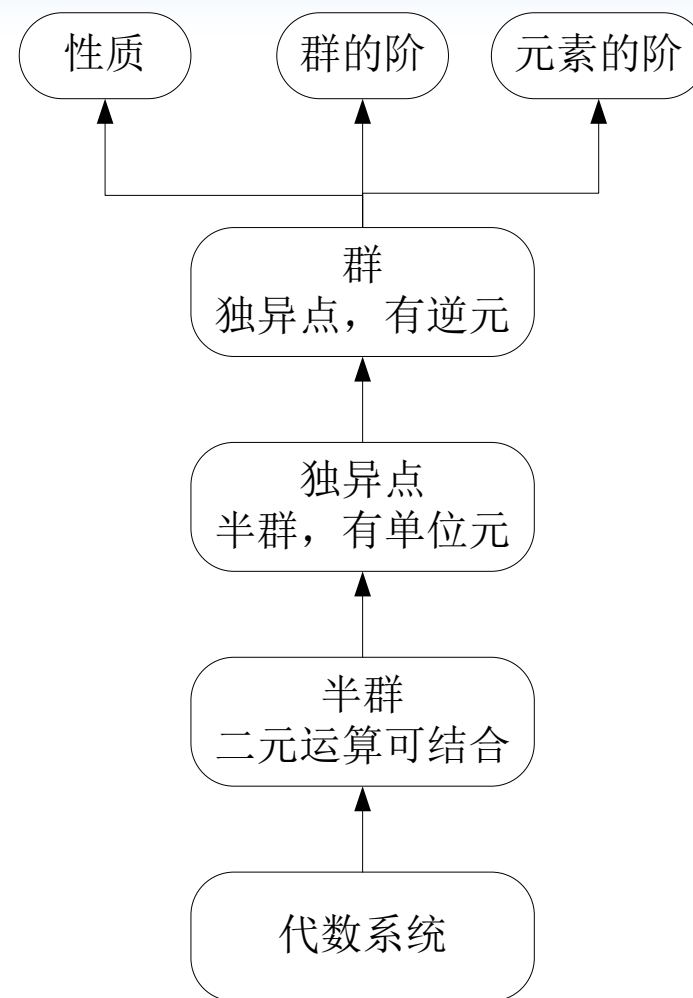 性质
群的阶
元素的阶
群
独异点，有逆元
独异点
半群，有单位元
半群
二元运算可结合
代数系统